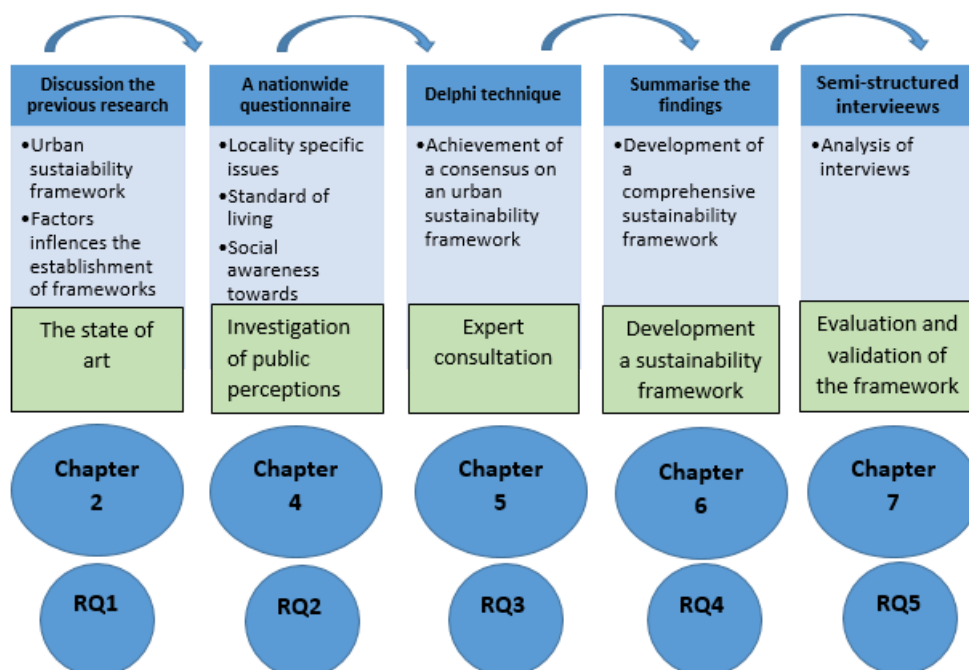 Discussion the
previous research
•Urban
sustaiability
framework
•Factors
inflences the
establishment
of frameworks
The state of
art
Chapter
2
RQ1
A nationwide
questionnaire
•Locality specific
issues
•Standard of
living
•Social
awareness
towards
Investigation
of public
perceptions
Chapter
4
RQ2
Delphi technique
•Achievement of
a consensus on
an urban
sustainability
framework
Expert
consultation
Chapter
5
RQ3
Summarise the
findings
•Development of
a
comprehensive
sustainability
framework
Development
a sustainability
framework
Chapter
6
RQ4
Semi-structured
intervieews
•Analysis of
interviews
Evaluation and
validation of
the framework
Chapter
7
RQ5